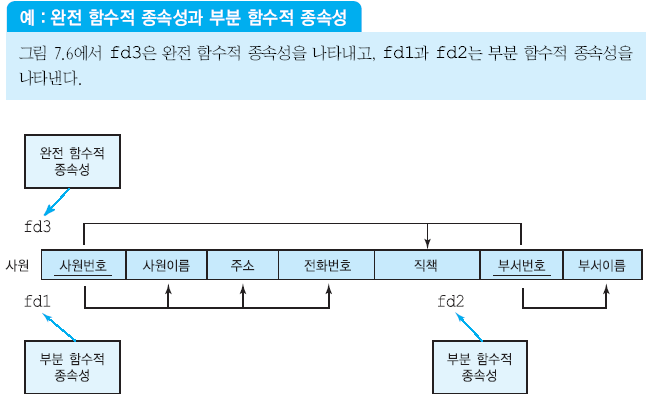 예 : 완전 함수적 종속성과 부분 함수적 종속성
그림 7.6에서 fd3은 완전 함수적 종속성을 나타내고, fd1과 fd2는 부분 함수적 종속성을
나타낸다.
완전 함수적
종속성
fd3
사원 사원번호 사원이름 주소 전화번호 직책 부서번호 부서이름
fd1 fd2
부분 함수적 부분 함수적
종속성 종속성